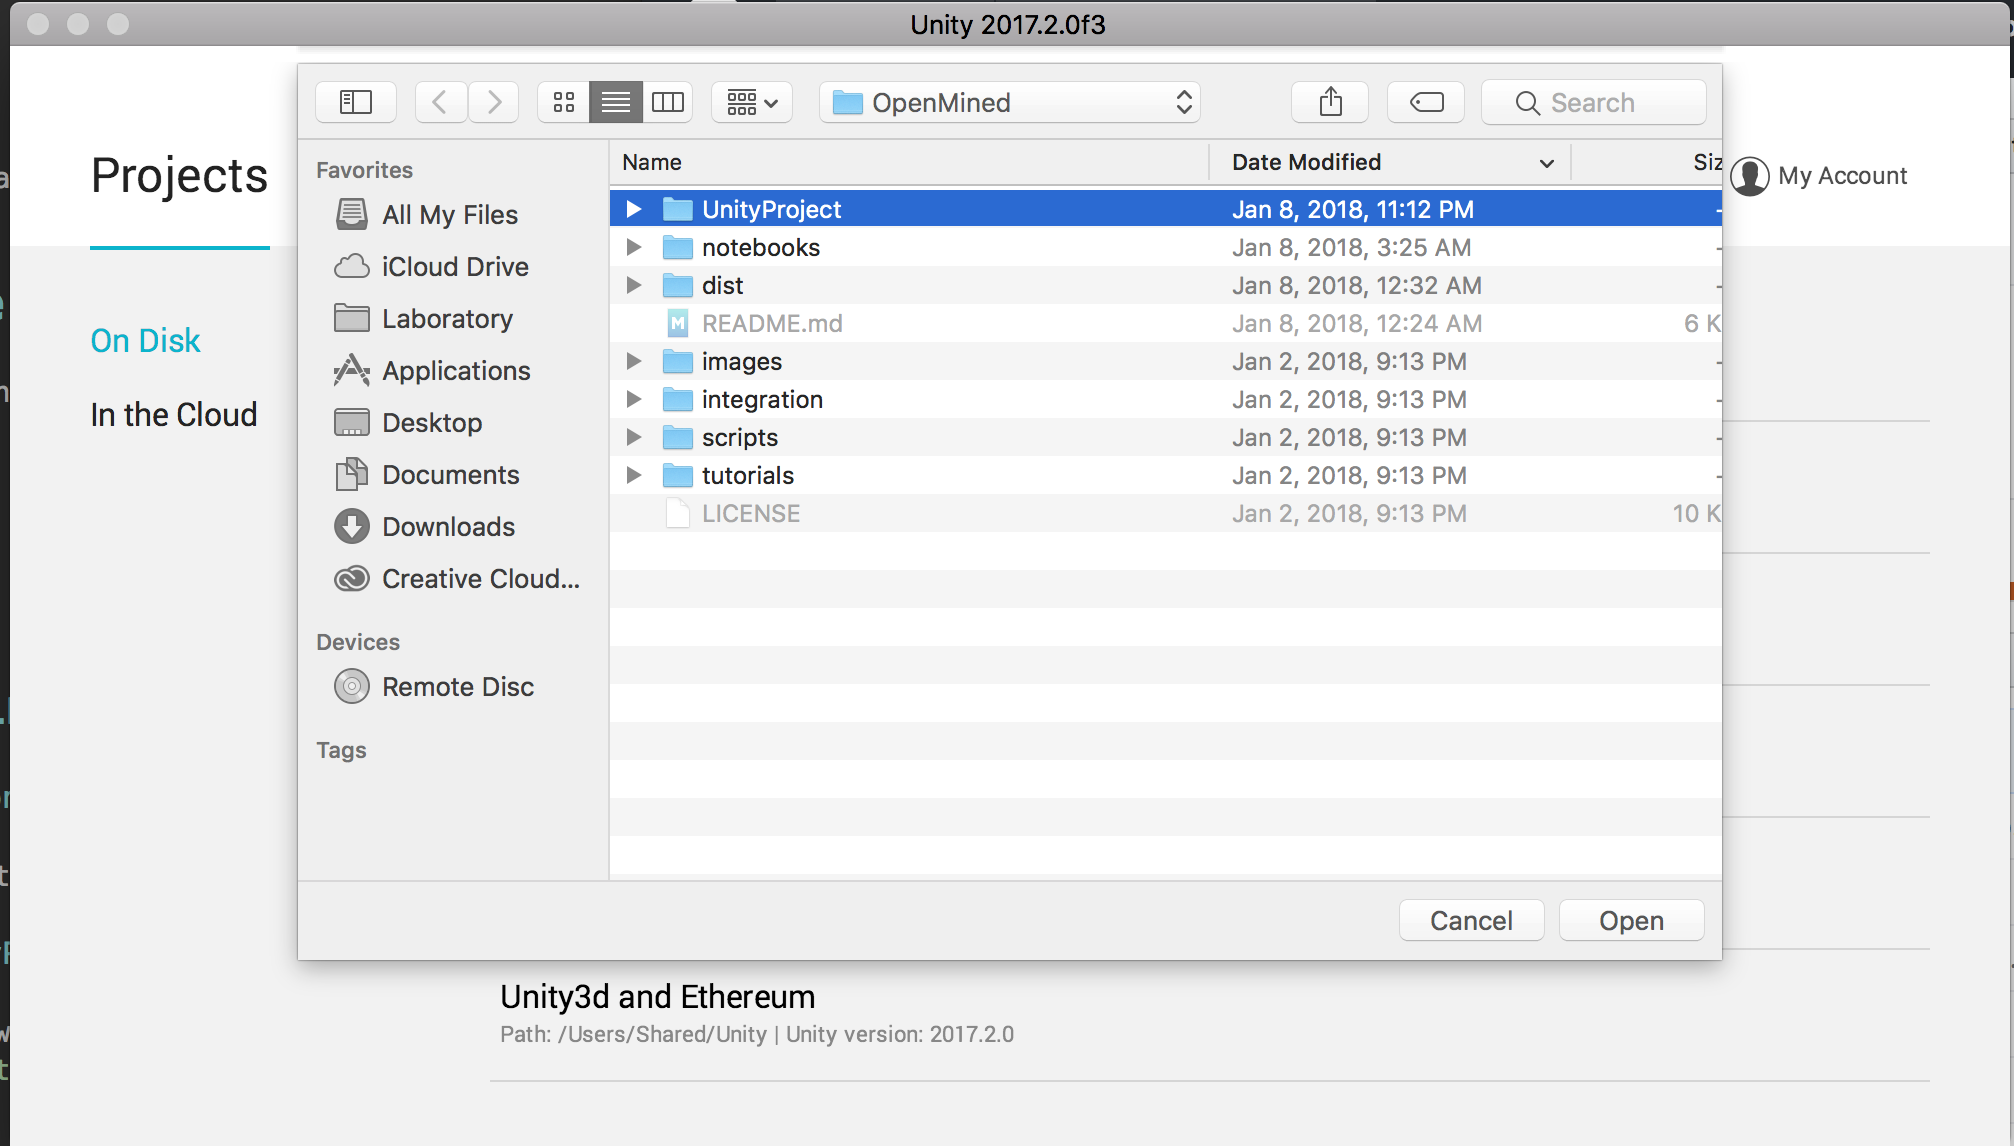 Unity 2017.2.0f3
OpenMined
Search
Projects
My Account
On Disk
In the Cloud
Favorites
All My Files
iCloud Drive
Laboratory
Applications
Desktop
Documents
Downloads
Creative Cloud...
Devices
Remote Disc
Tags
Name Date Modified Siz
UnityProject Jan 8, 2018, 11:12 PM -
notebooks Jan 8, 2018, 3:25 AM -
dist Jan 8, 2018, 12:32 AM -
README.md Jan 8, 2018, 12:24 AM 6 K
images Jan 2, 2018, 9:13 PM -
integration Jan 2, 2018, 9:13 PM -
scripts Jan 2, 2018, 9:13 PM -
tutorials Jan 2, 2018, 9:13 PM -
LICENSE Jan 2, 2018, 9:13 PM 10 K
Cancel Open
Unity3d and Ethereum
Path: /Users/Shared/Unity | Unity version: 2017.2.0